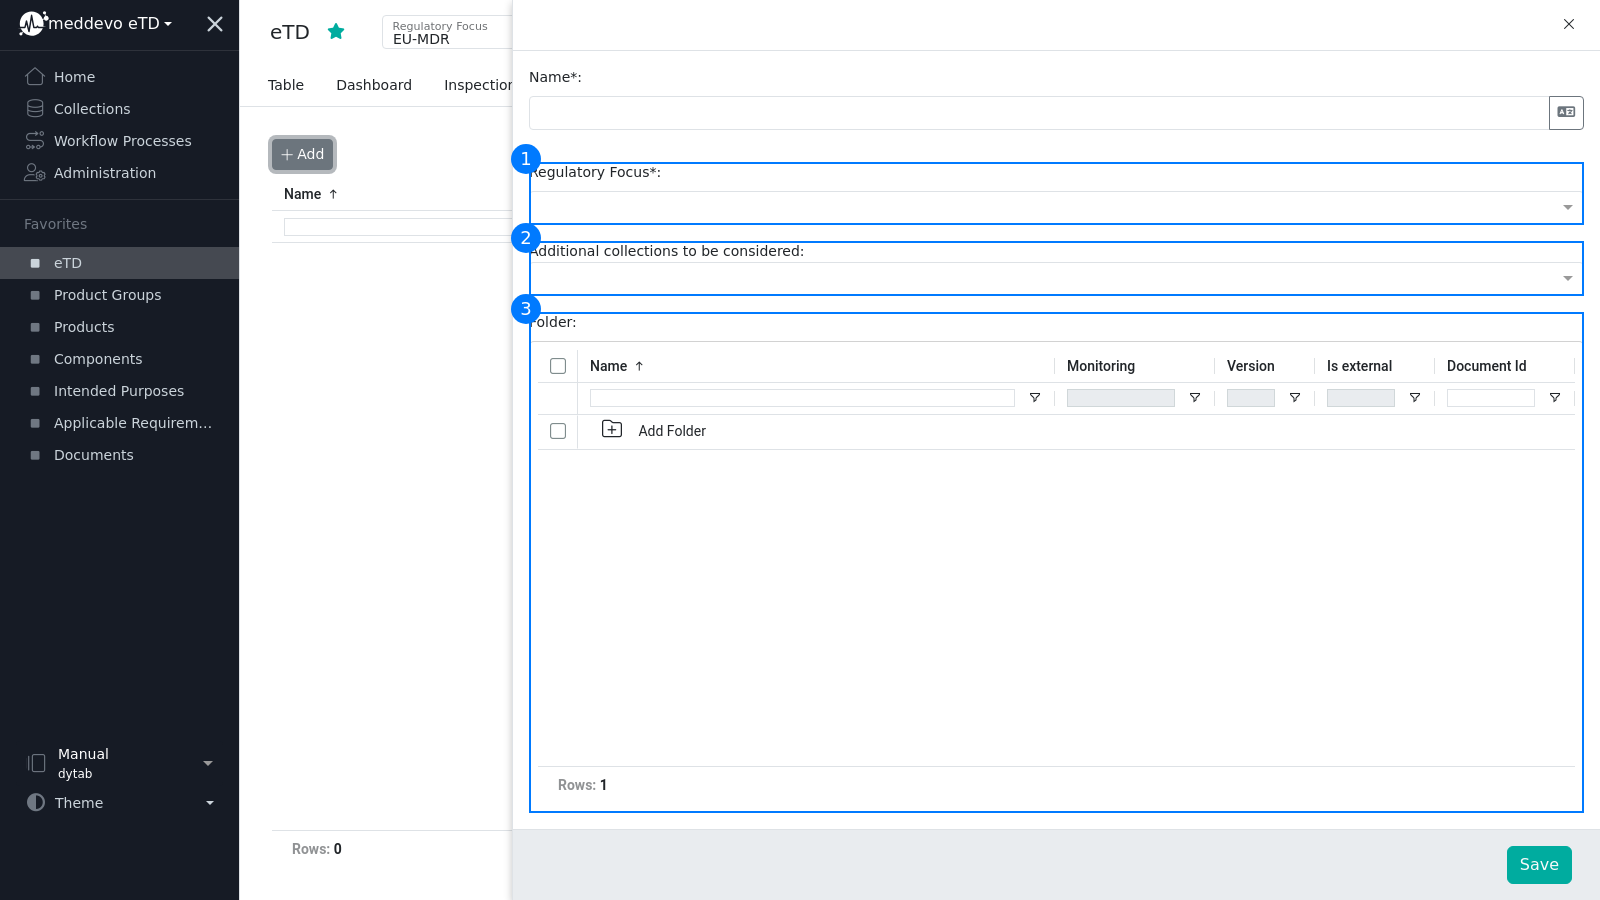 meddevo eTD
Home
Collections
Workflow Processes
Administration
Favorites
eTD
Product Groups
Products
Components
Intended Purposes
Applicable Requirem...
Documents
Manual
dytab
Theme
eTD
Regulatory Focus
EU-MDR
Table Dashboard Inspection
+ Add
Name ↑
Rows: 0
Name*:
1
Regulatory Focus*:
2
Additional collections to be considered:
3
Folder:
Name ↑ Monitoring Version Is external Document Id
Add Folder
Rows: 1
Save